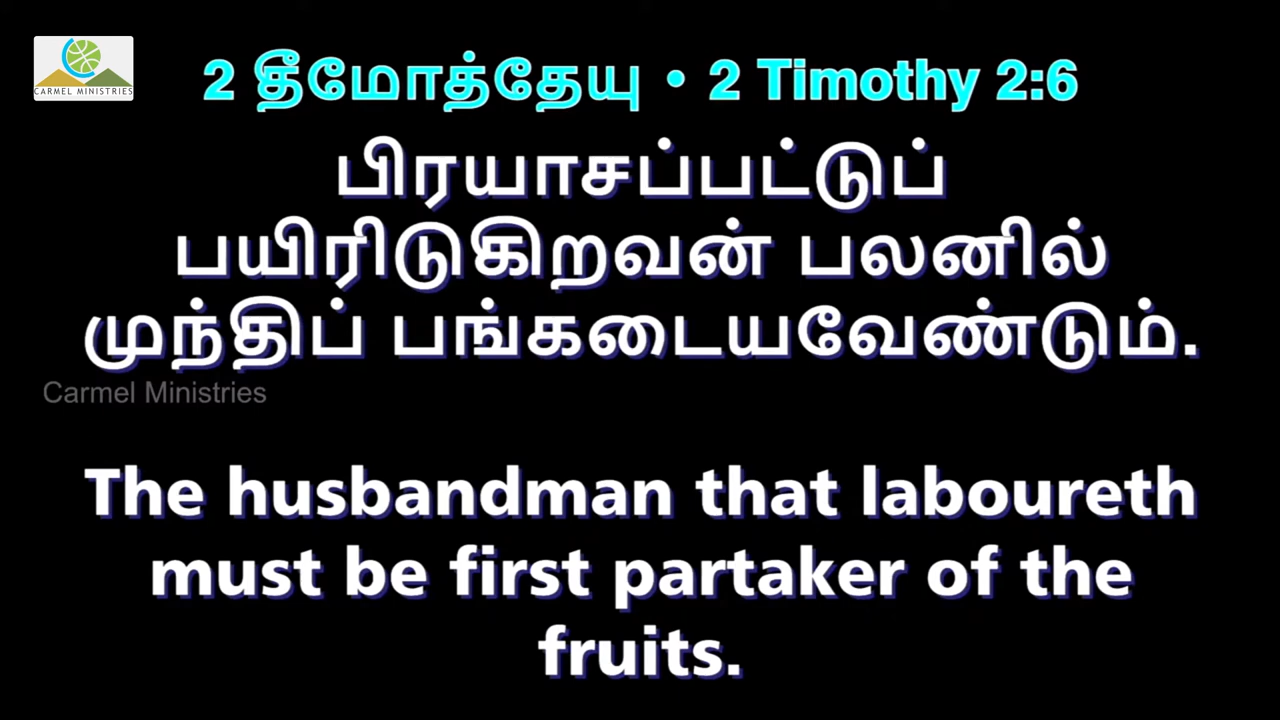 CARMEL MINISTRIES
2 தீமோத்தேயு • 2 Timothy 2:6
பிரயாசப்பட்டுப்
பயிரிடுகிறவன் பலனில்
முந்திப் பங்கடையவேண்டும்.
Carmel Ministries
The husbandman that laboureth
must be first partaker of the
fruits.